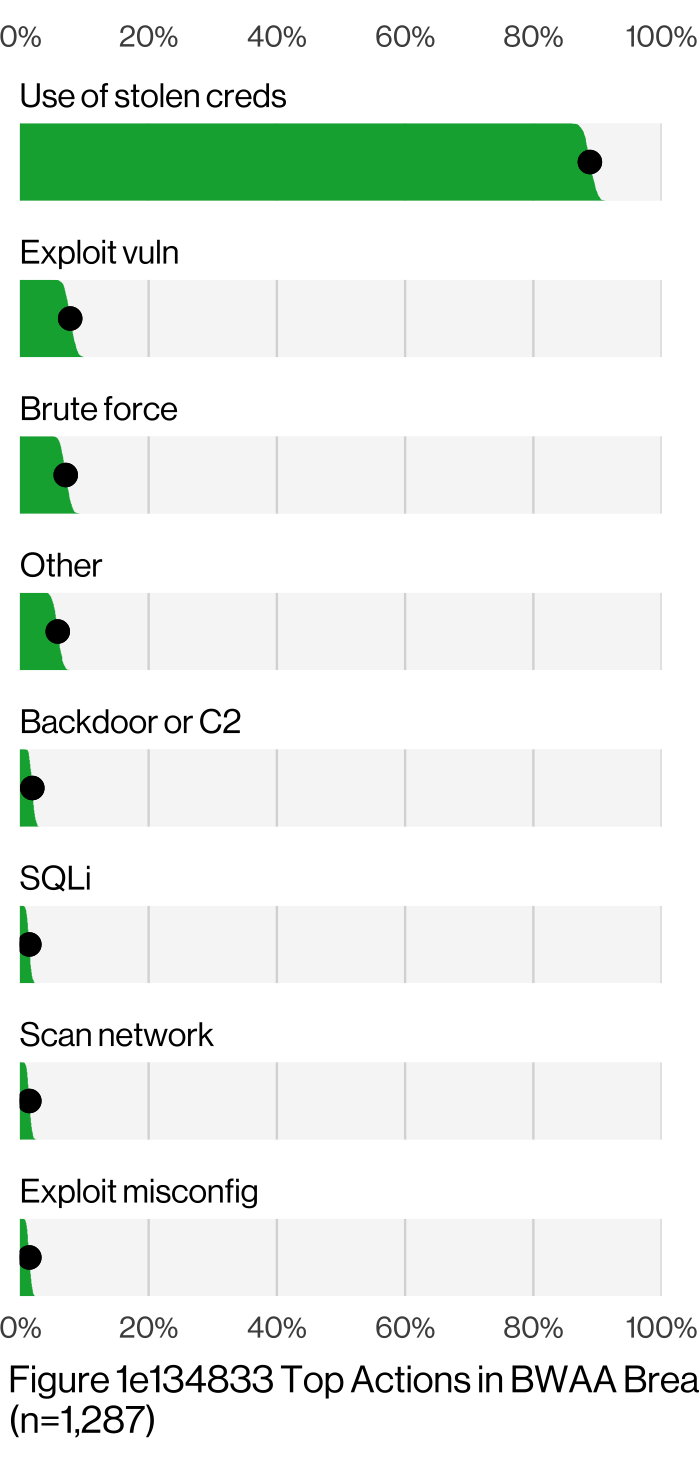 0% 20% 40% 60% 80% 100%
Use of stolen creds
Exploit vuln
Brute force
Other
Backdoor or C2
SQLi
Scan network
Exploit misconfig
0% 20% 40% 60% 80% 100%
Figure 1e134833 Top Actions in BWAA Brea
(n=1,287)